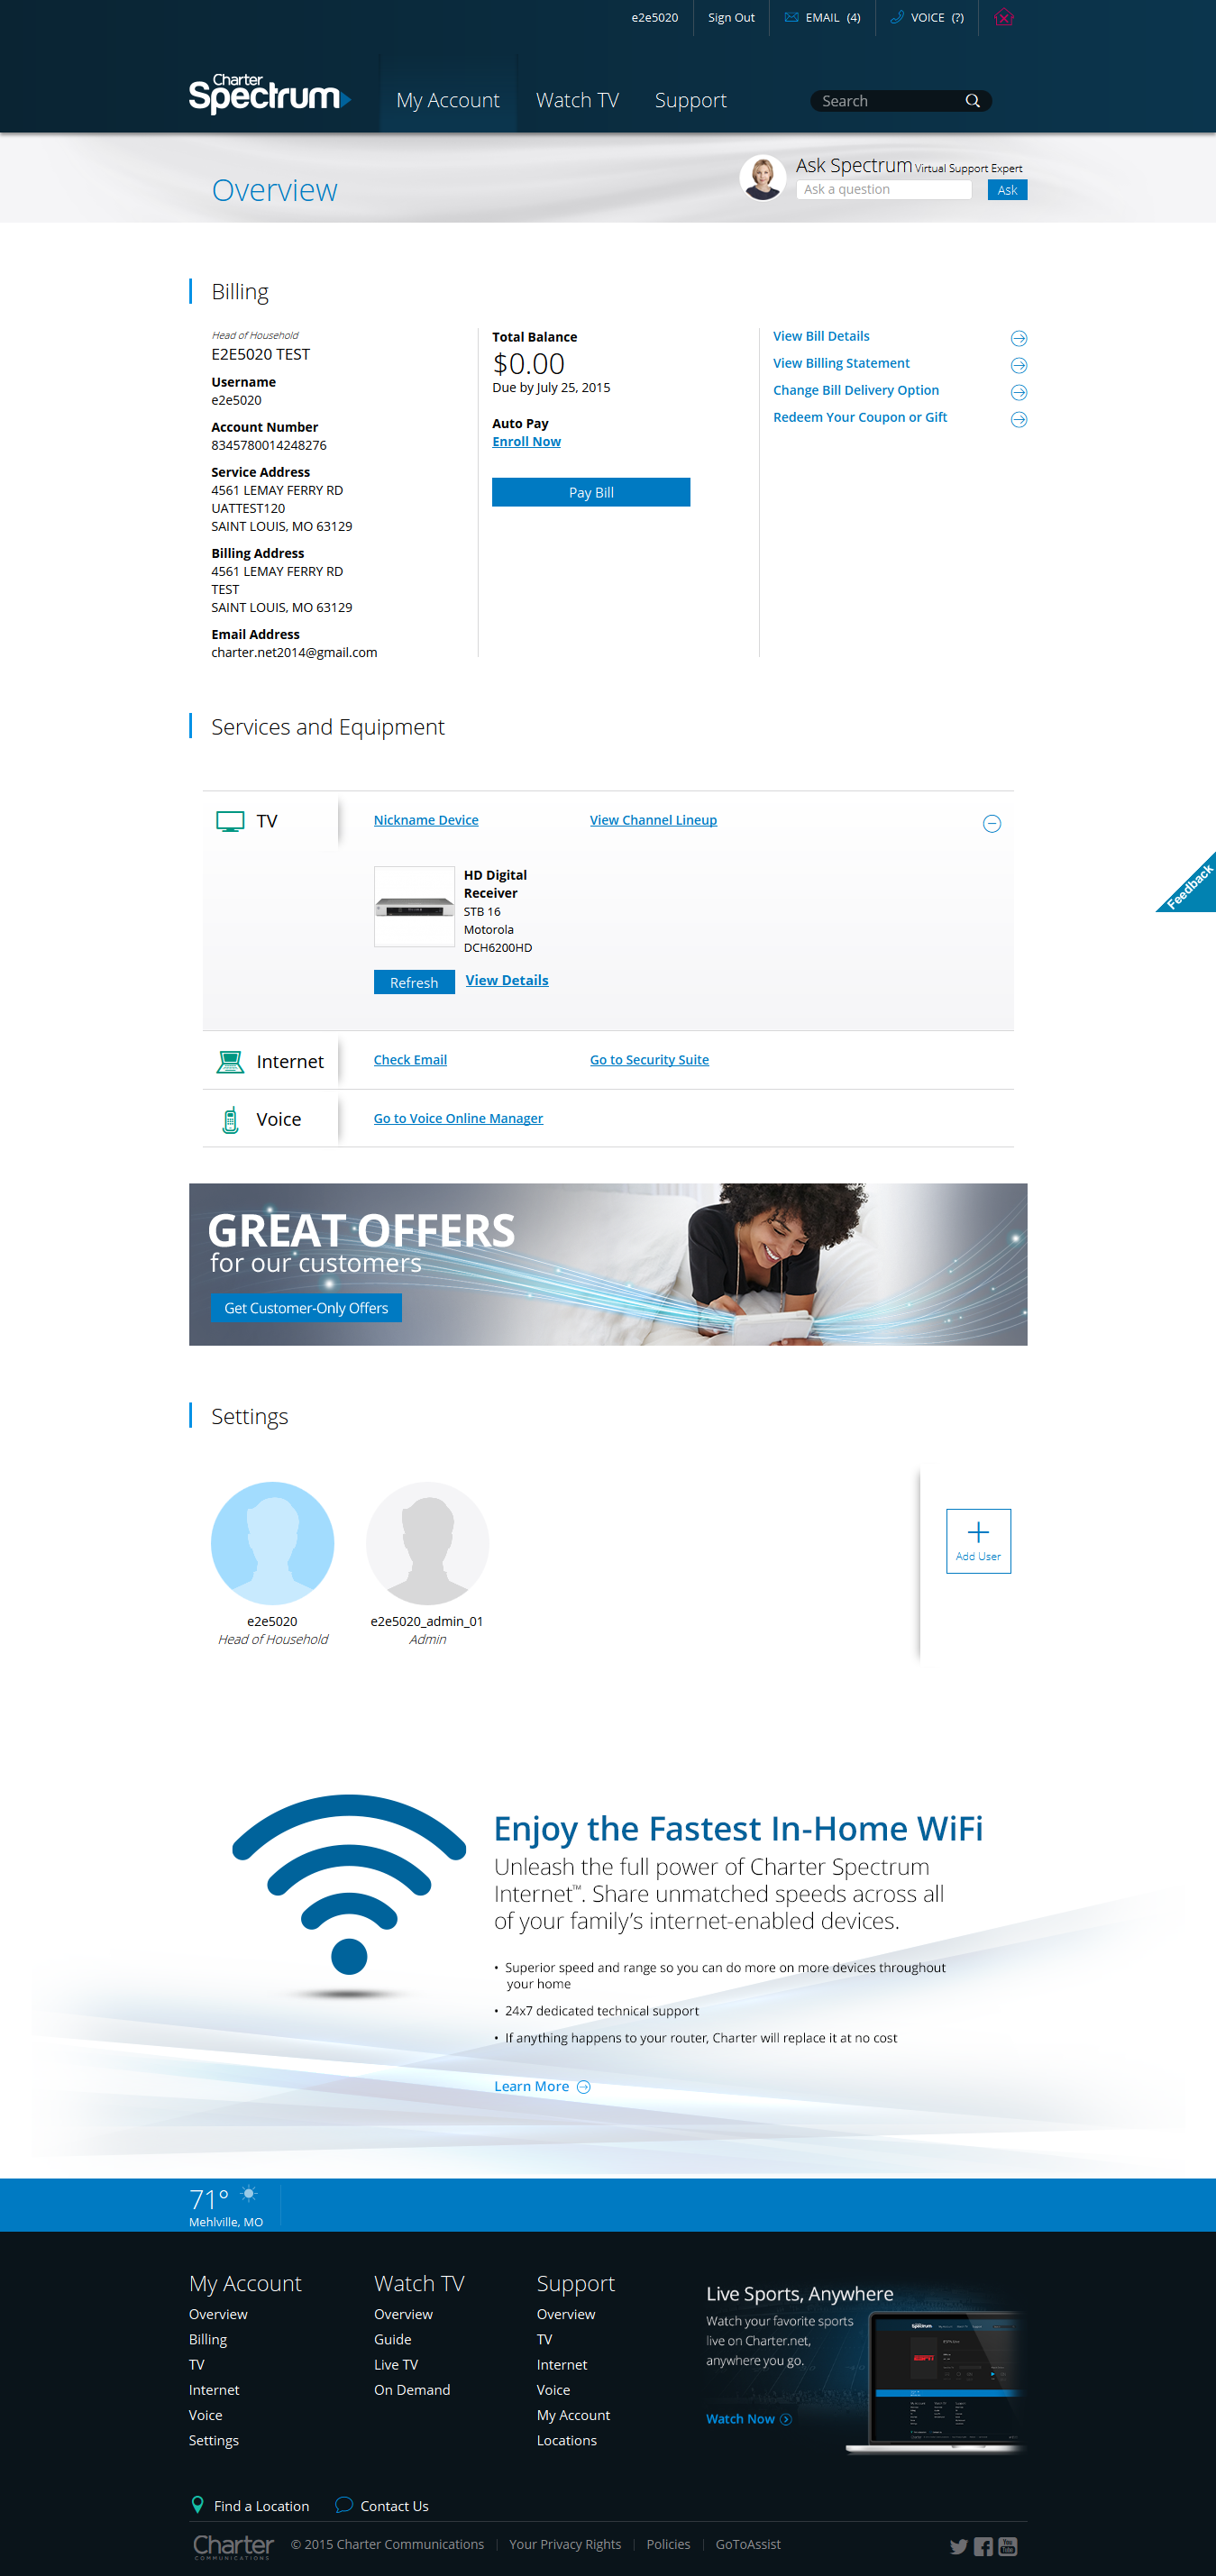 e2e5020
Sign Out
EMAIL (4)
VOICE (?)
Charter
Spectrum
My Account
Watch TV
Support
Search
Overview
Ask Spectrum Virtual Support Expert
Ask a question
Ask
Billing
Head of Household
E2E5020 TEST
Username
e2e5020
Account Number
8345780014248276
Service Address
4561 LEMAY FERRY RD
UATTEST120
SAINT LOUIS, MO 63129
Billing Address
4561 LEMAY FERRY RD
TEST
SAINT LOUIS, MO 63129
Email Address
charter.net2014@gmail.com
Total Balance
$0.00
Due by July 25, 2015
Auto Pay
Enroll Now
Pay Bill
View Bill Details
View Billing Statement
Change Bill Delivery Option
Redeem Your Coupon or Gift
Services and Equipment
TV
Nickname Device
View Channel Lineup
HD Digital
Receiver
STB 16
Motorola
DCH6200HD
Refresh
View Details
Feedback
Internet
Check Email
Go to Security Suite
Voice
Go to Voice Online Manager
GREAT OFFERS
for our customers
Get Customer-Only Offers
Settings
e2e5020
Head of Household
e2e5020_admin_01
Admin
Add User
Enjoy the Fastest In-Home WiFi
Unleash the full power of Charter Spectrum
Internet™. Share unmatched speeds across all
of your family's internet-enabled devices.
• Superior speed and range so you can do more on more devices throughout
your home
• 24x7 dedicated technical support
• If anything happens to your router, Charter will replace it at no cost
Learn More
71°
Mehlville, MO
My Account
Overview
Billing
TV
Internet
Voice
Settings
Watch TV
Overview
Guide
Live TV
On Demand
Support
Overview
TV
Internet
Voice
My Account
Locations
Live Sports, Anywhere
Watch your favorite sports
live on Charter.net,
anywhere you go.
Watch Now
Spectrum
ESPN
Find a Location
Contact Us
Charter
COMMUNICATIONS
© 2015 Charter Communications
Your Privacy Rights
Policies
GoToAssist
You
Tube